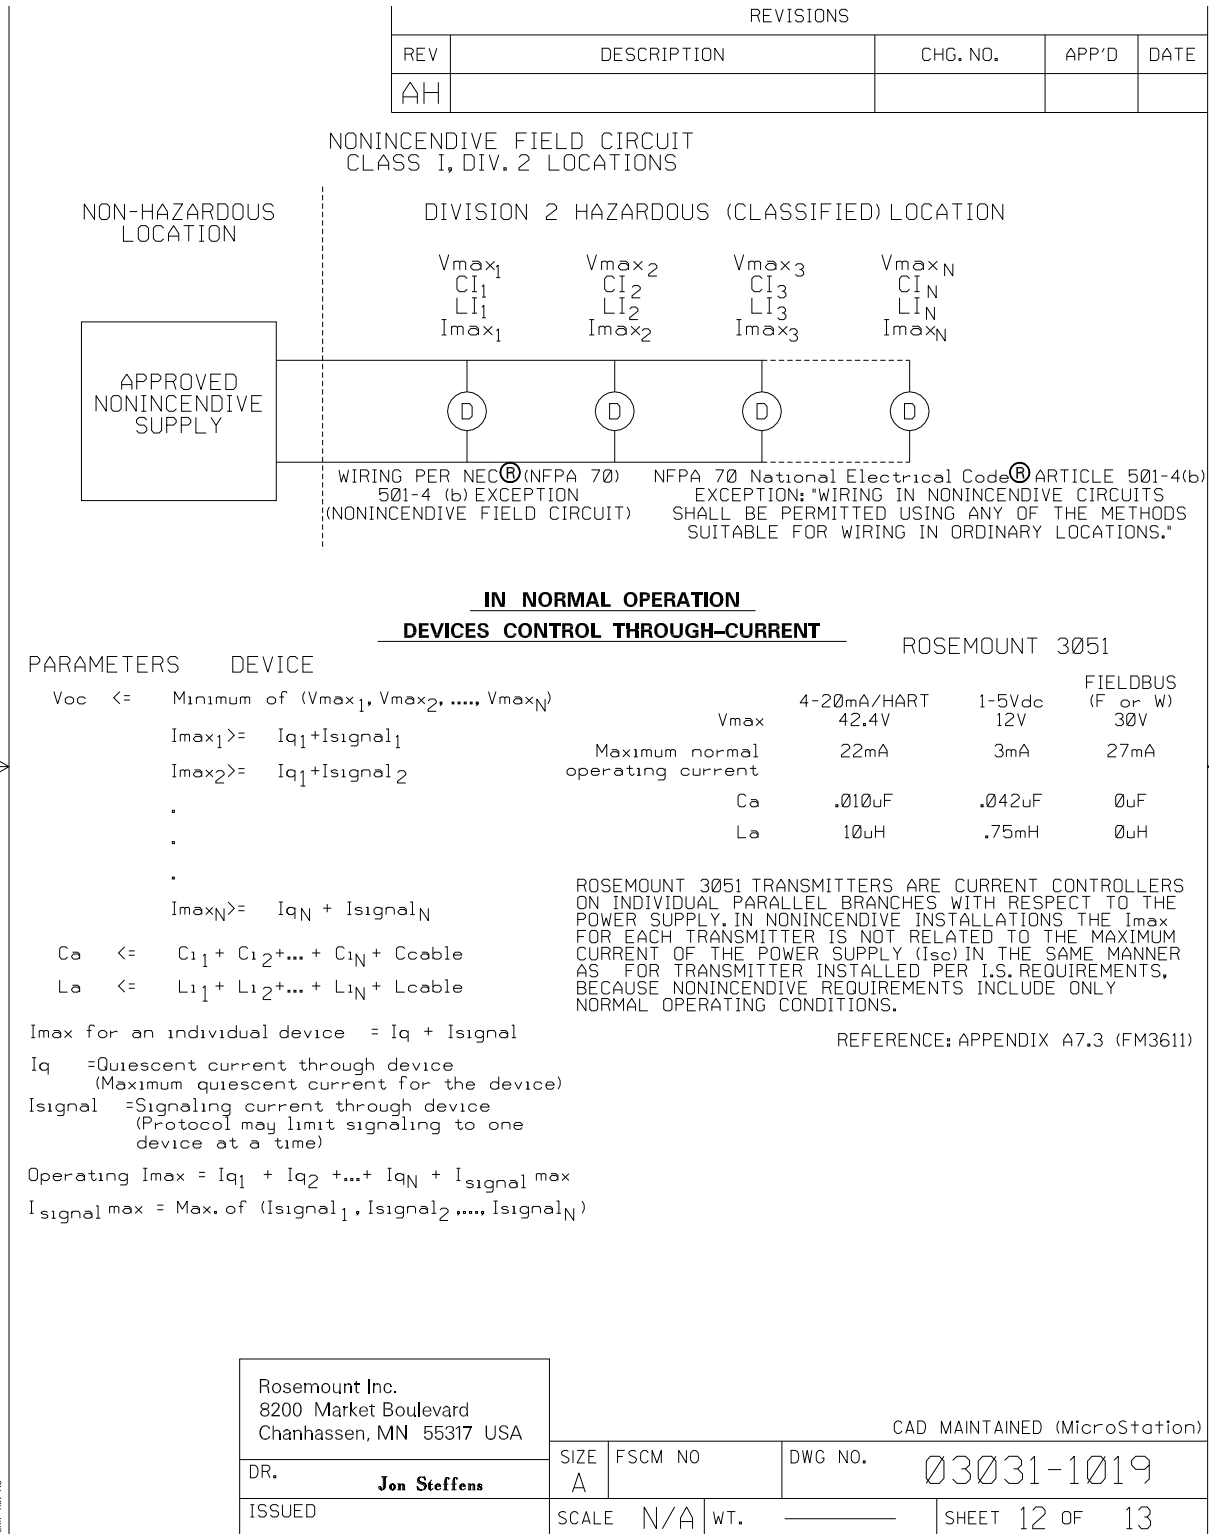 REVISIONS
REV DESCRIPTION CHG. NO. APP'D DATE
AH
NONINCENDIVE FIELD CIRCUIT
CLASS I, DIV. 2 LOCATIONS
NON-HAZARDOUS
LOCATION
DIVISION 2 HAZARDOUS (CLASSIFIED) LOCATION
Vmax1 Vmax2 Vmax3 VmaxN
CI1 CI2 CI3 CIN
LI1 LI2 LI3 LIN
Imax1 Imax2 Imax3 ImaxN
APPROVED
NONINCENDIVE
SUPPLY
D D D D
WIRING PER NEC®(NFPA 70)
501-4 (b) EXCEPTION
(NONINCENDIVE FIELD CIRCUIT)
NFPA 70 National Electrical Code® ARTICLE 501-4(b)
EXCEPTION: "WIRING IN NONINCENDIVE CIRCUITS
SHALL BE PERMITTED USING ANY OF THE METHODS
SUITABLE FOR WIRING IN ORDINARY LOCATIONS."
IN NORMAL OPERATION
DEVICES CONTROL THROUGH–CURRENT
PARAMETERS DEVICE
Voc <= Minimum of (Vmax1, Vmax2, ...., VmaxN)
Imax1>= Iq1+Isignal1
Imax2>= Iq1+Isignal2
.
.
.
ImaxN>= IqN + IsignalN
Ca <= Ci1 + Ci2+... + CiN + Ccable
La <= Li1 + Li2+... + LiN + Lcable
Imax for an individual device = Iq + Isignal
Iq =Quiescent current through device
(Maximum quiescent current for the device)
Isignal =Signaling current through device
(Protocol may limit signaling to one
device at a time)
Operating Imax = Iq1 + Iq2 +...+ IqN + Isignal max
Isignal max = Max. of (Isignal1, Isignal2,...., IsignalN)
ROSEMOUNT 3051
FIELDBUS
4-20mA/HART 1-5Vdc (F or W)
Vmax 42.4V 12V 30V
Maximum normal 22mA 3mA 27mA
operating current
Ca .010uF .042uF 0uF
La 10uH .75mH 0uH
ROSEMOUNT 3051 TRANSMITTERS ARE CURRENT CONTROLLERS
ON INDIVIDUAL PARALLEL BRANCHES WITH RESPECT TO THE
POWER SUPPLY. IN NONINCENDIVE INSTALLATIONS THE Imax
FOR EACH TRANSMITTER IS NOT RELATED TO THE MAXIMUM
CURRENT OF THE POWER SUPPLY (Isc) IN THE SAME MANNER
AS FOR TRANSMITTER INSTALLED PER I.S. REQUIREMENTS,
BECAUSE NONINCENDIVE REQUIREMENTS INCLUDE ONLY
NORMAL OPERATING CONDITIONS.
REFERENCE: APPENDIX A7.3 (FM3611)
Rosemount Inc.
8200 Market Boulevard
Chanhassen, MN 55317 USA
CAD MAINTAINED (MicroStation)
DR. Jon Steffens
ISSUED
SIZE A FSCM NO DWG NO. 03031-1019
SCALE N/A WT. SHEET 12 OF 13